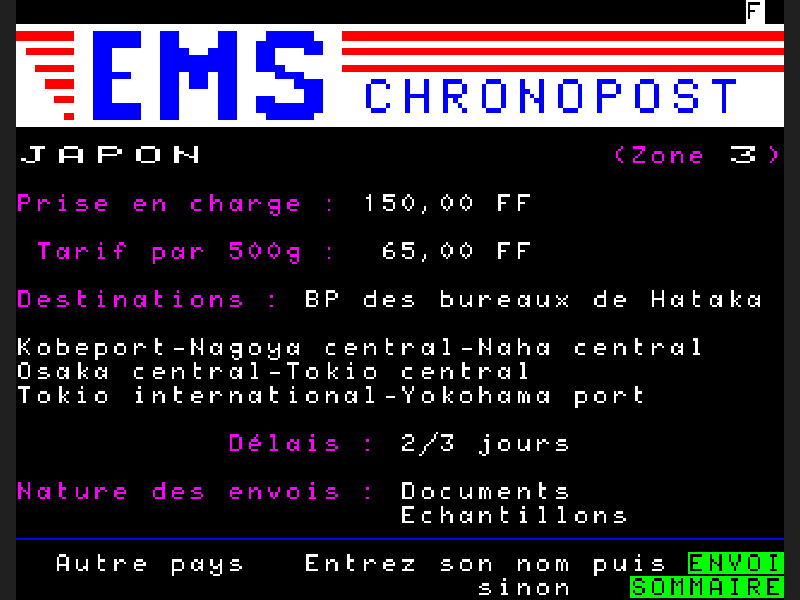 F
EMS CHRONOPOST
JAPON (Zone 3)
Prise en charge : 150,00 FF
Tarif par 500g : 65,00 FF
Destinations : BP des bureaux de Hataka
Kobeport-Nagoya central-Naha central
Osaka central-Tokio central
Tokio international-Yokohama port
Délais : 2/3 jours
Nature des envois : Documents
Echantillons
Autre pays Entrez son nom puis ENVOI
sinon SOMMAIRE